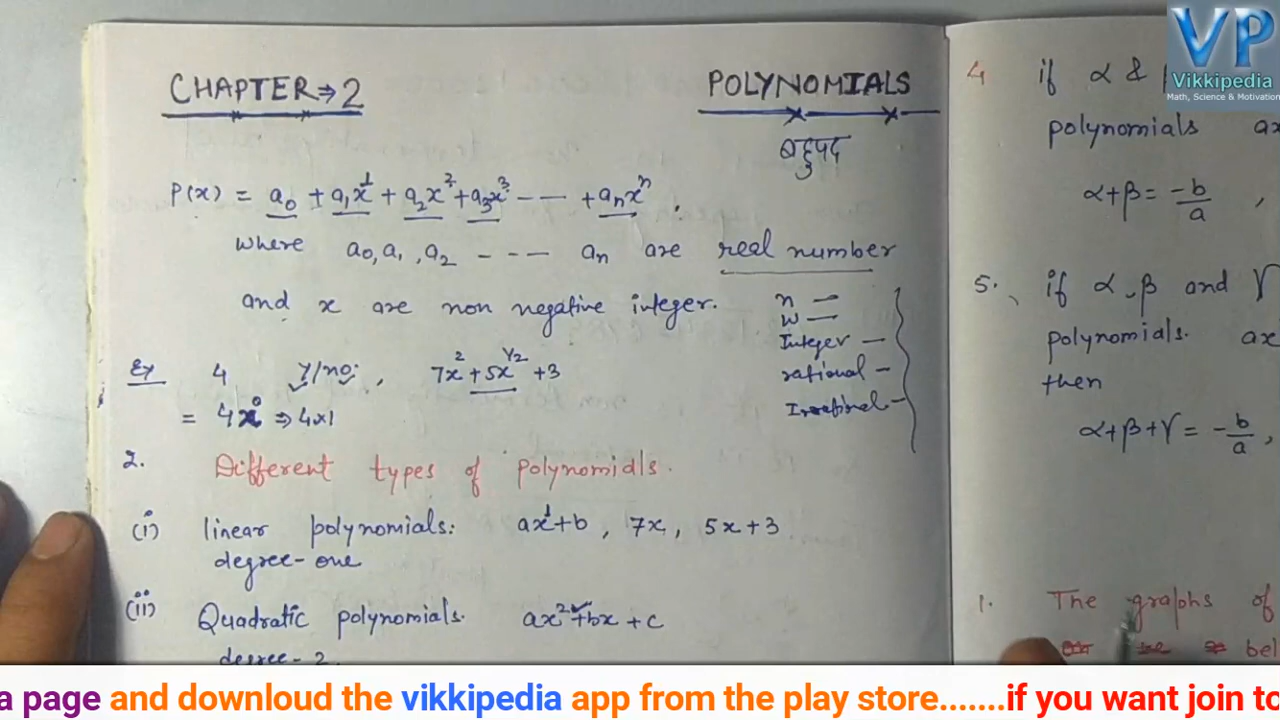 CHAPTER⇒2
POLYNOMIALS
बहुपद
P(x) = a₀ + a₁x¹ + a₂x² + a₃x³ --- --- + aₙxⁿ.
where a₀, a₁, a₂ - - - - aₙ are real number
and x are non negative integer.
n —
w —
Integer —
rational —
Ex 4 Y/no. , 7x² + 5x^1/2 + 3
= 4x⁰ ⇒ 4×1
2. Different types of polynomials.
(i) linear polynomials: ax¹+b , 7x, 5x+3
degree-one
(ii) Quadratic polynomials. ax²+bx+c
degree-2
4 if α &
polynomials
α+β = -b/a ,
5. if α, β and γ
polynomials.
then
α+β+γ = -b/a ,
1. The graphs of
VP
Vikkipedia
Math, Science & Motivation
a page and downloud the vikkipedia app from the play store.......if you want join to